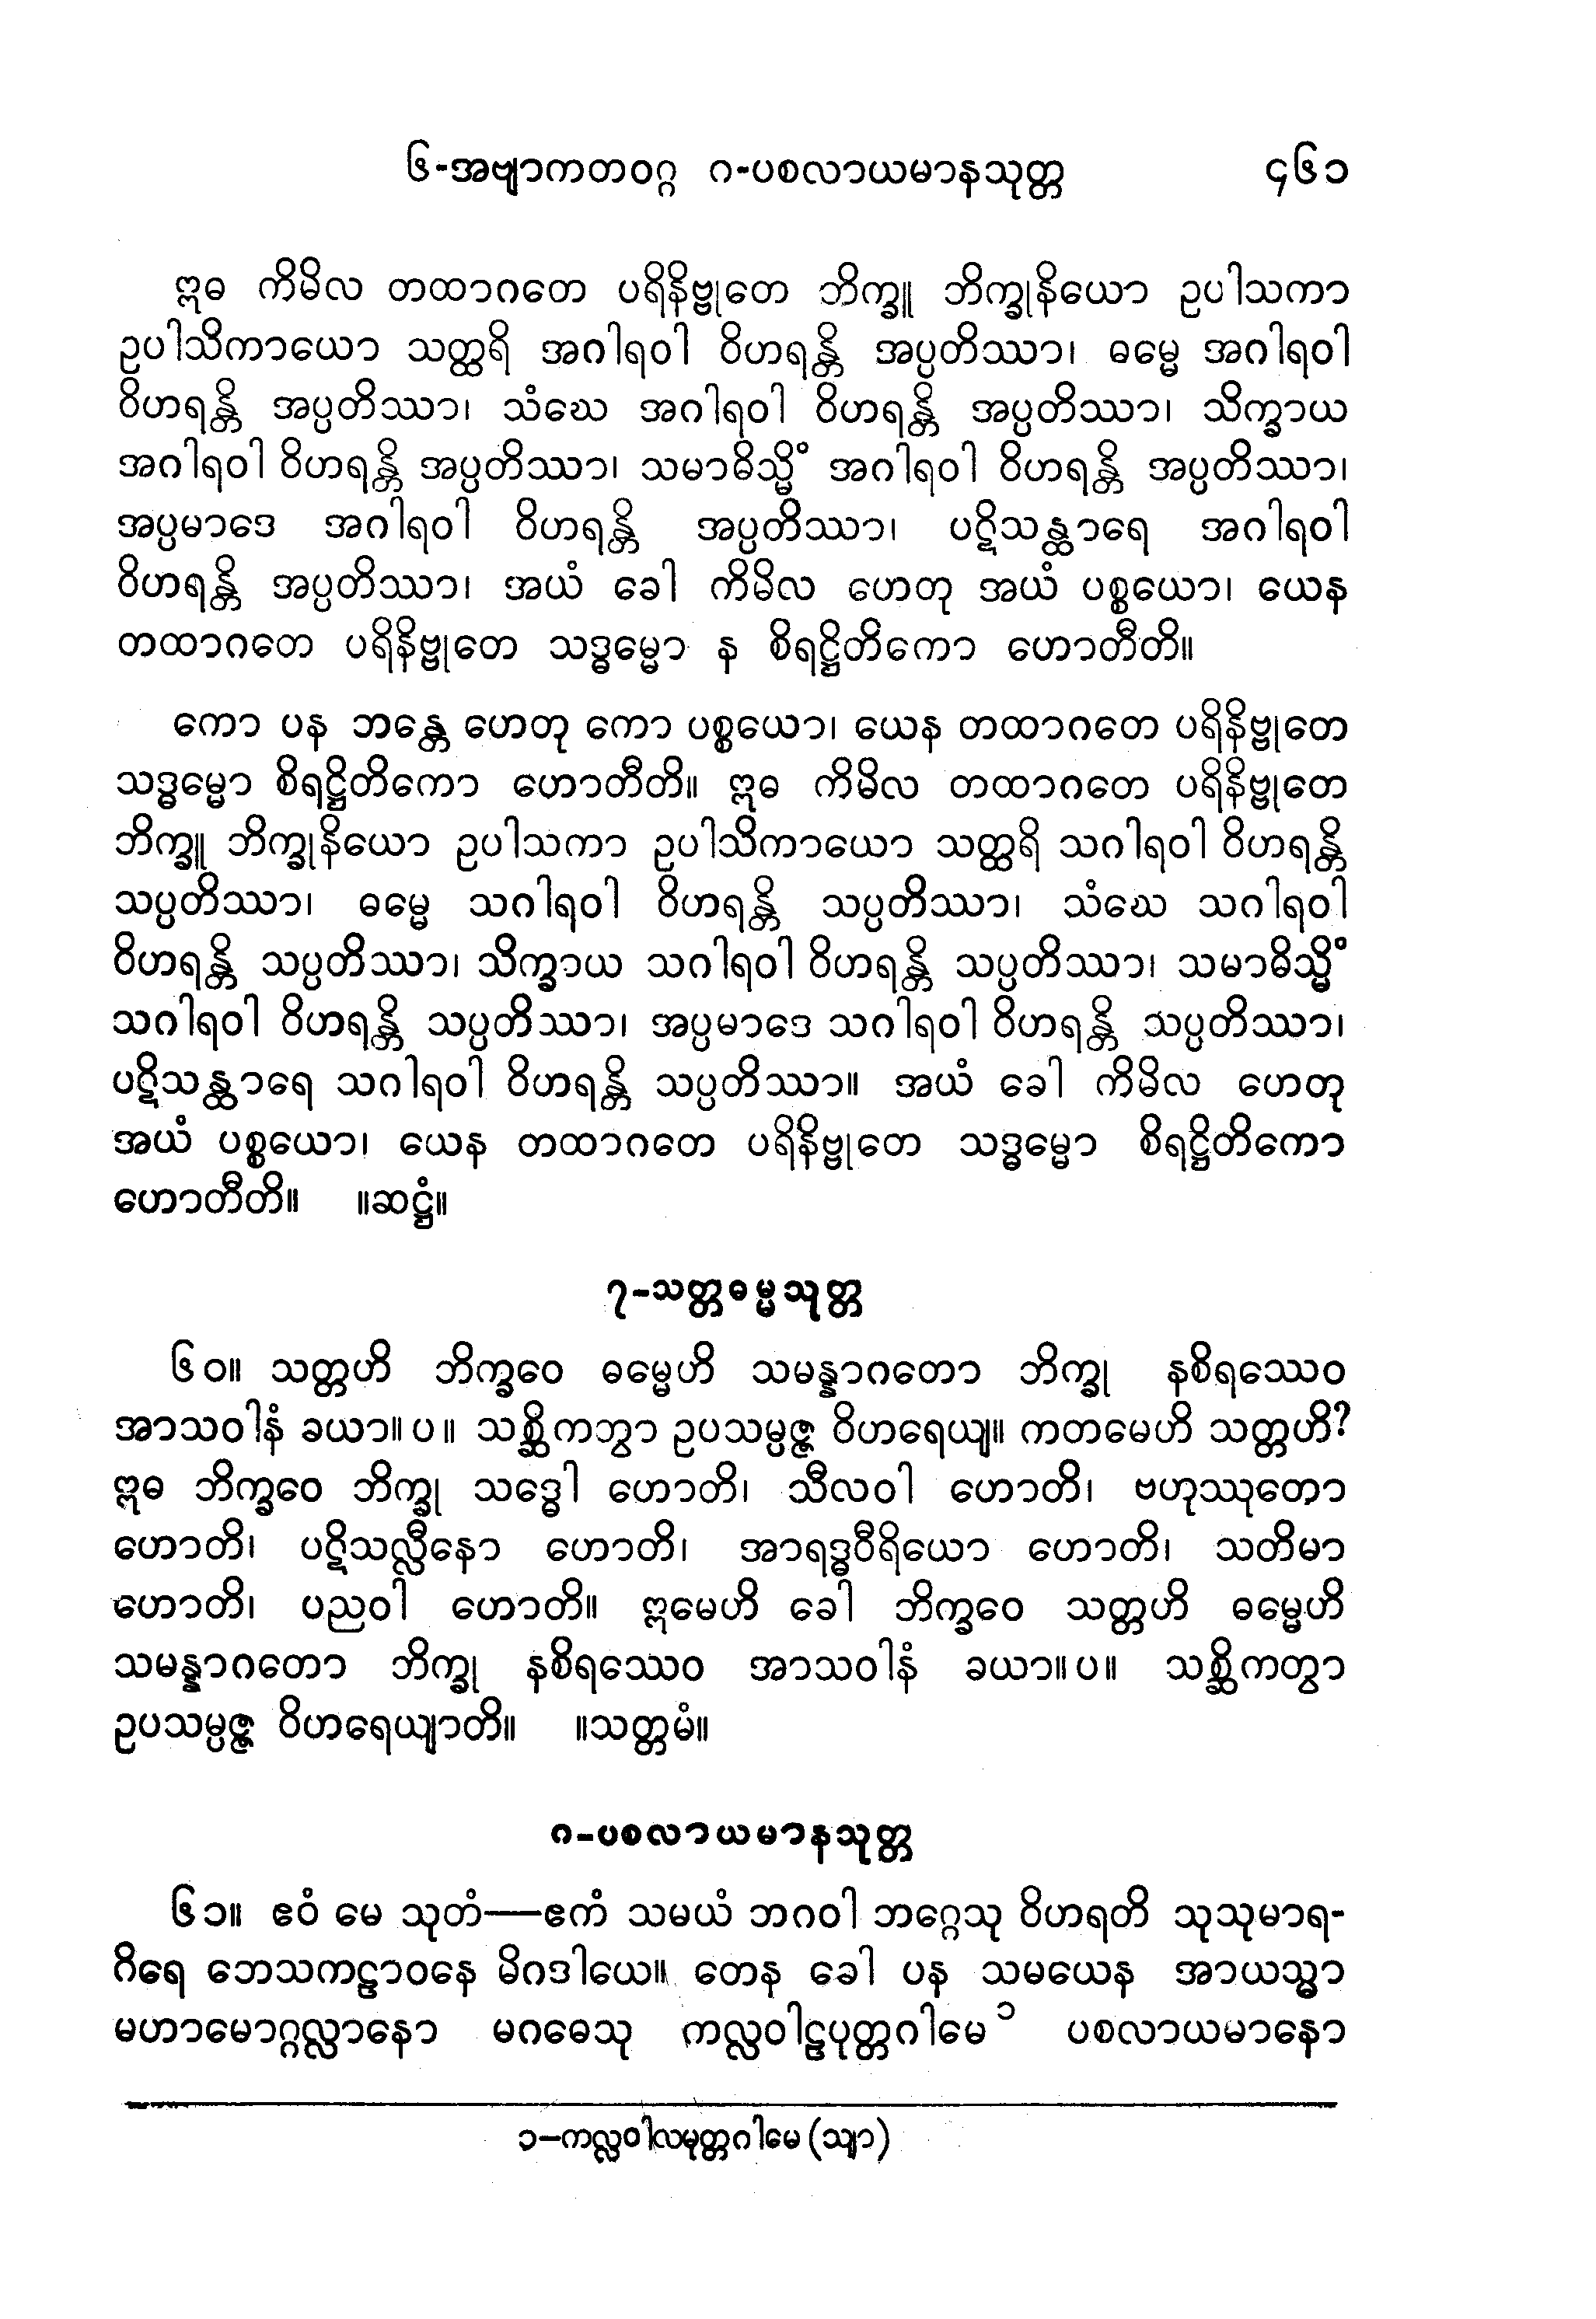 ၆-အဗျာကတဝဂ္ဂ ဂ-ပစလာယမာနသုတ္တ ၄၆၁
ဣဓ ကိမိလ တထာဂတေ ပရိနိဗ္ဗုတေ ဘိက္ခူ ဘိက္ခုနိယော ဥပါသကာ
ဥပါသိကာယော သတ္ထရိ အဂါရဝါ ဝိဟရန္တိ အပ္ပတိဿာ၊ ဓမ္မေ အဂါရဝါ
ဝိဟရန္တိ အပ္ပတိဿာ၊ သံဃေ အဂါရဝါ ဝိဟရန္တိ အပ္ပတိဿာ၊ သိက္ခာယ
အဂါရဝါ ဝိဟရန္တိ အပ္ပတိဿာ၊ သမာဓိသ္မိံ အဂါရဝါ ဝိဟရန္တိ အပ္ပတိဿာ၊
အပ္ပမာဒေ အဂါရဝါ ဝိဟရန္တိ အပ္ပတိဿာ၊ ပဋိသန္ထာရေ အဂါရဝါ
ဝိဟရန္တိ အပ္ပတိဿာ၊ အယံ ခေါ ကိမိလ ဟေတု အယံ ပစ္စယော၊ ယေန
တထာဂတေ ပရိနိဗ္ဗုတေ သဒ္ဓမ္မော န စိရဋ္ဌိတိကော ဟောတီတိ။
ကော ပန ဘန္တေ ဟေတု ကော ပစ္စယော၊ ယေန တထာဂတေ ပရိနိဗ္ဗုတေ
သဒ္ဓမ္မော စိရဋ္ဌိတိကော ဟောတီတိ။ ဣဓ ကိမိလ တထာဂတေ ပရိနိဗ္ဗုတေ
ဘိက္ခူ ဘိက္ခုနိယော ဥပါသကာ ဥပါသိကာယော သတ္ထရိ သဂါရဝါ ဝိဟရန္တိ
သပ္ပတိဿာ၊ ဓမ္မေ သဂါရဝါ ဝိဟရန္တိ သပ္ပတိဿာ၊ သံဃေ သဂါရဝါ
ဝိဟရန္တိ သပ္ပတိဿာ၊ သိက္ခာယ သဂါရဝါ ဝိဟရန္တိ သပ္ပတိဿာ၊ သမာဓိသ္မိံ
သဂါရဝါ ဝိဟရန္တိ သပ္ပတိဿာ၊ အပ္ပမာဒေ သဂါရဝါ ဝိဟရန္တိ သပ္ပတိဿာ၊
ပဋိသန္ထာရေ သဂါရဝါ ဝိဟရန္တိ သပ္ပတိဿာ။ အယံ ခေါ ကိမိလ ဟေတု
အယံ ပစ္စယော၊ ယေန တထာဂတေ ပရိနိဗ္ဗုတေ သဒ္ဓမ္မော စိရဋ္ဌိတိကော
ဟောတီတိ။ ။ဆဋ္ဌံ။
၇-သတ္တဓမ္မသုတ္တ
၆၀။ သတ္တဟိ ဘိက္ခဝေ ဓမ္မေဟိ သမန္နာဂတော ဘိက္ခု နစိရဿေဝ
အာသဝါနံ ခယာ။ပ။ သစ္ဆိကဘွာ ဥပသမ္ပဇ္ဇ ဝိဟရေယျ။ ကတမေဟိ သတ္တဟိ?
ဣဓ ဘိက္ခဝေ ဘိက္ခု သဒ္ဓေါ ဟောတိ၊ သီလဝါ ဟောတိ၊ ဗဟုဿုတော
ဟောတိ၊ ပဋိသလ္လီနော ဟောတိ၊ အာရဒ္ဓဝီရိယော ဟောတိ၊ သတိမာ
ဟောတိ၊ ပညဝါ ဟောတိ။ ဣမေဟိ ခေါ ဘိက္ခဝေ သတ္တဟိ ဓမ္မေဟိ
သမန္နာဂတော ဘိက္ခု နစိရဿေဝ အာသဝါနံ ခယာ။ပ။ သစ္ဆိကတွာ
ဥပသမ္ပဇ္ဇ ဝိဟရေယျာတိ။ ။သတ္တမံ။
ဂ-ပစလာယမာနသုတ္တ
၆၁။ ဧဝံ မေ သုတံ—ဧကံ သမယံ ဘဂဝါ ဘဂ္ဂေသု ဝိဟရတိ သုသုမာရ-
ဂိရေ ဘေသကဠာဝနေ မိဂဒါယေ။ တေန ခေါ ပန သမယေန အာယသ္မာ
မဟာမောဂ္ဂလ္လာနော မဂဓေသု ကလ္လဝါဠပုတ္တဂါမေ ၁ ပစလာယမာနော
၁-ကလ္လဝါလမုတ္တဂါမေ (သျာ)